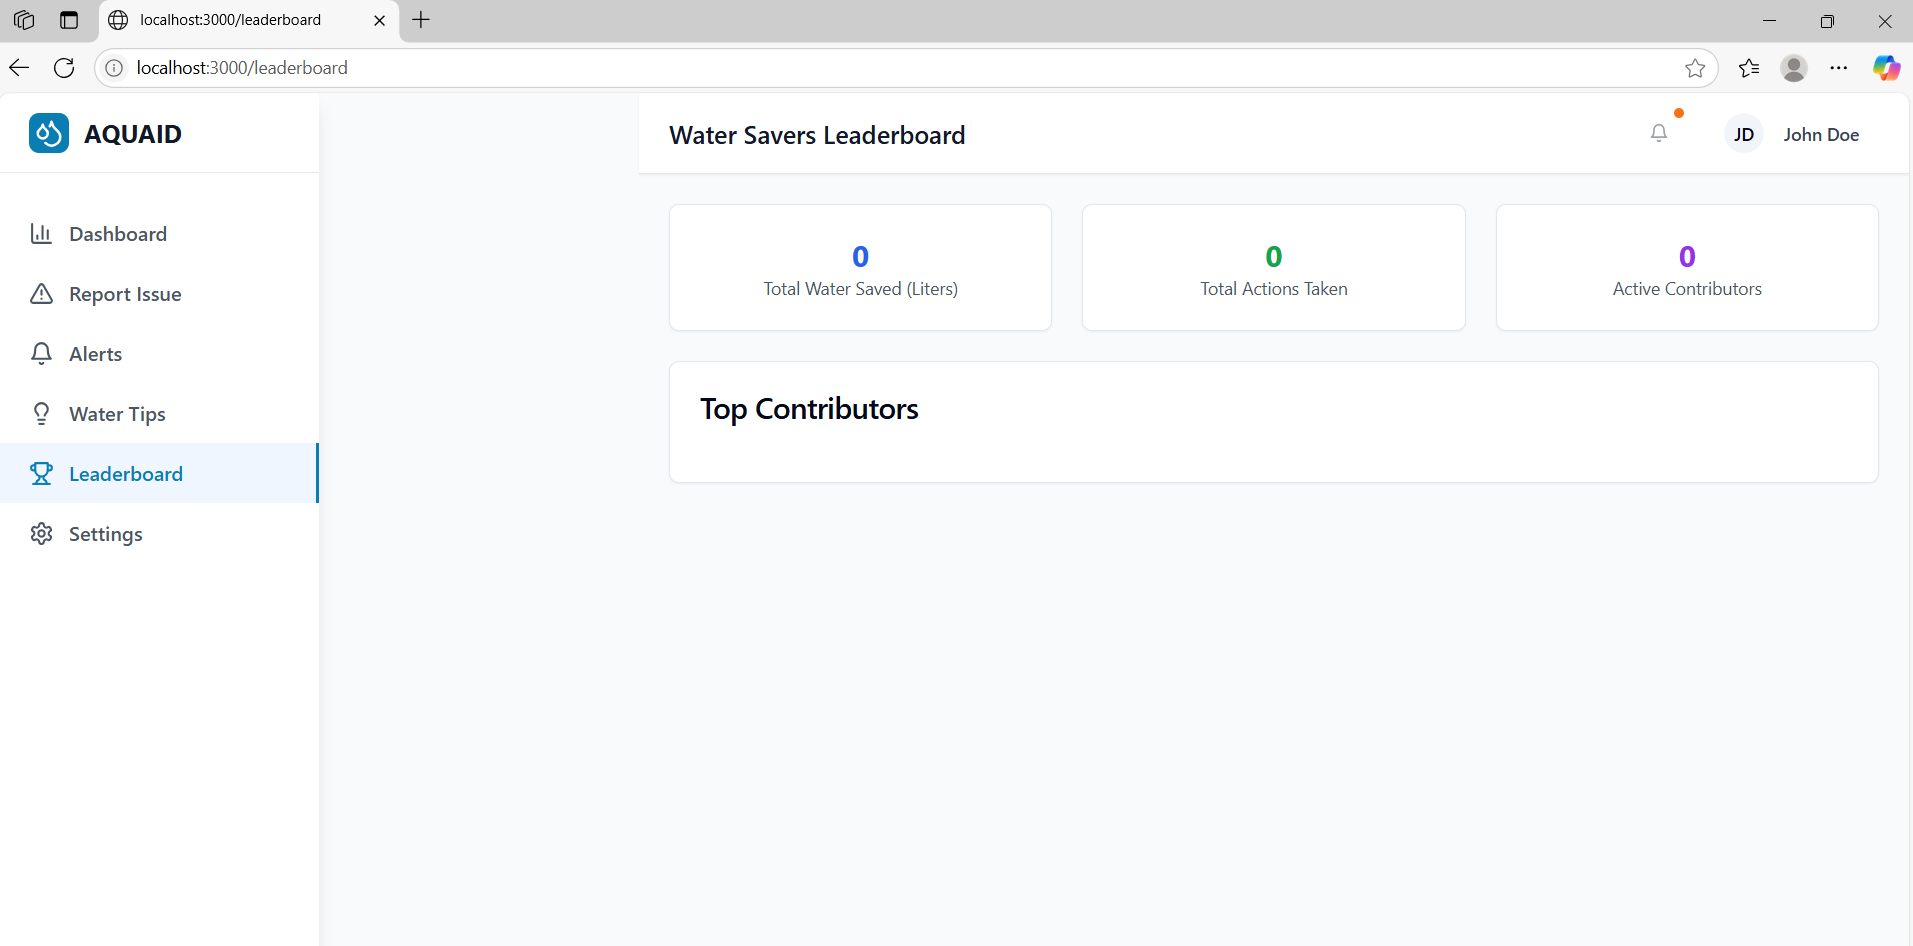 localhost:3000/leaderboard
localhost:3000/leaderboard
AQUAID
Water Savers Leaderboard
JD
John Doe
Dashboard
Report Issue
Alerts
Water Tips
Leaderboard
Settings
0
Total Water Saved (Liters)
0
Total Actions Taken
0
Active Contributors
Top Contributors